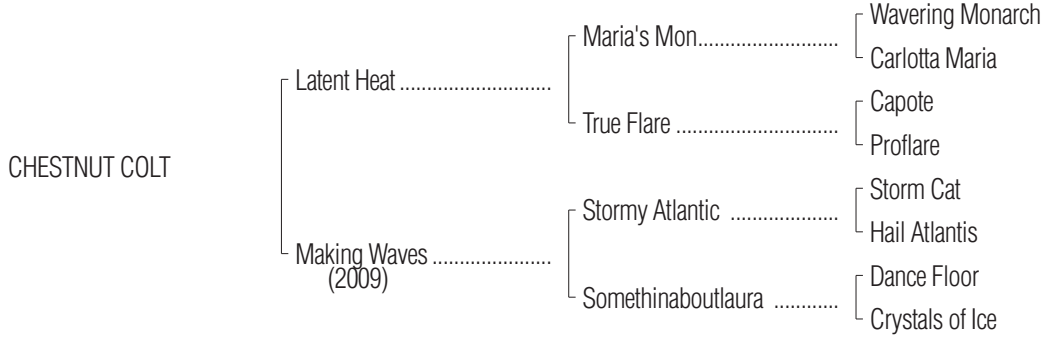 Wavering Monarch
Maria's Mon..........................
Carlotta Maria
Latent Heat ............................
Capote
True Flare ..............................
Proflare
CHESTNUT COLT
Storm Cat
Stormy Atlantic ....................
Hail Atlantis
Making Waves ......................
(2009)
Dance Floor
Somethinaboutlaura ............
Crystals of Ice